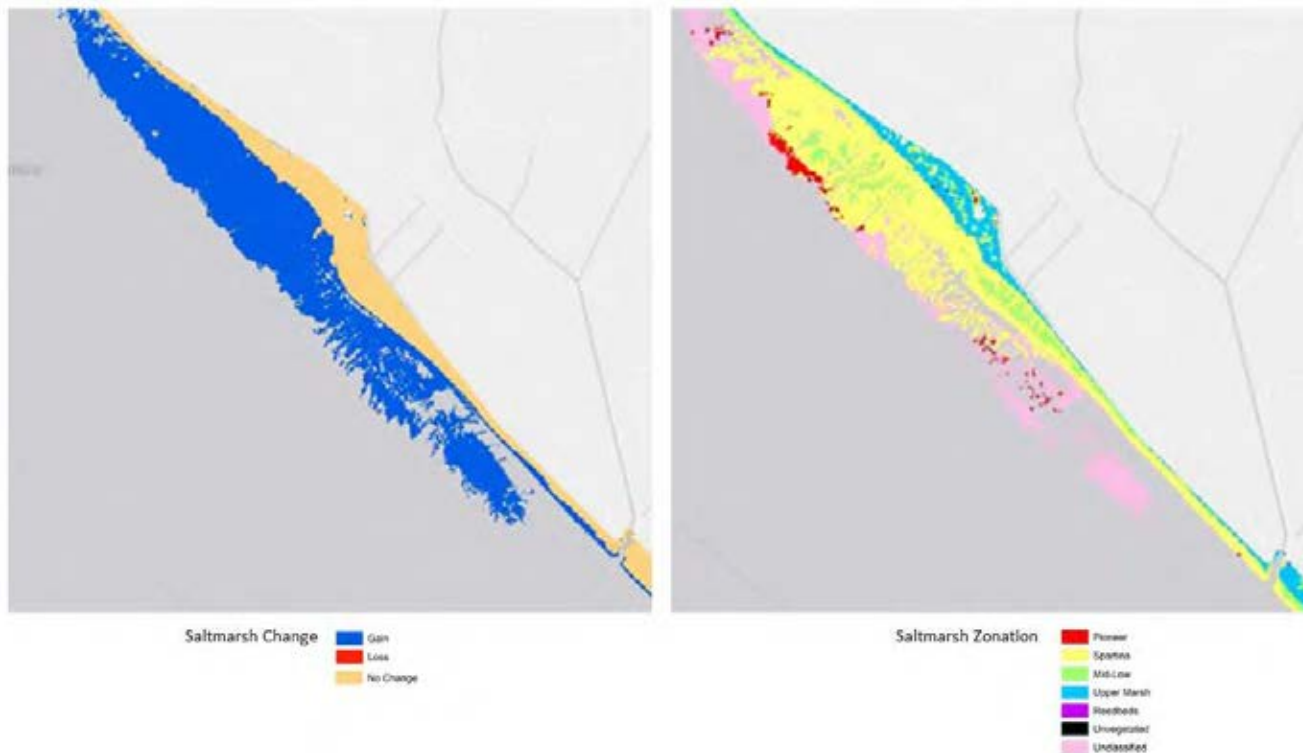 Saltmarsh Change
Gain
Loss
No Change
Saltmarsh Zonation
Pioneer
Spartina
Mid-Low
Upper Marsh
Reedbeds
Unvegetated
Unclassified